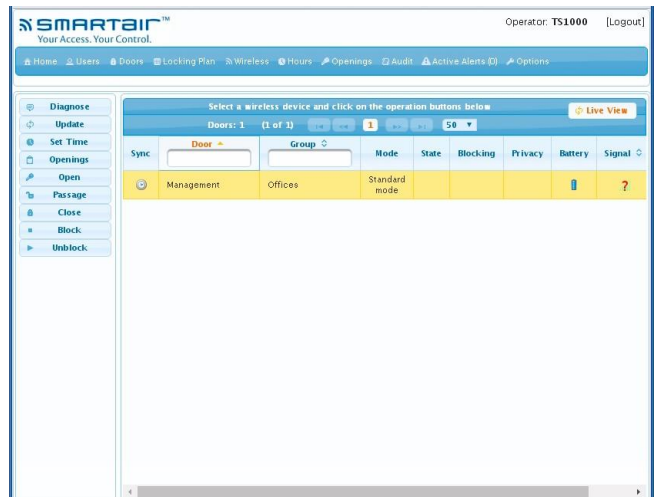 SMARTair™
Your Access. Your Control.
Operator: TS1000 [Logout]
Home Users Doors Locking Plan Wireless Hours Openings Audit Active Alerts (0) Options
Diagnose
Update
Set Time
Openings
Open
Passage
Close
Block
Unblock
Select a wireless device and click on the operation buttons below
Live View
Doors: 1 (1 of 1) 1 50
Sync Door Group Mode State Blocking Privacy Battery Signal
Management Offices Standard mode ?